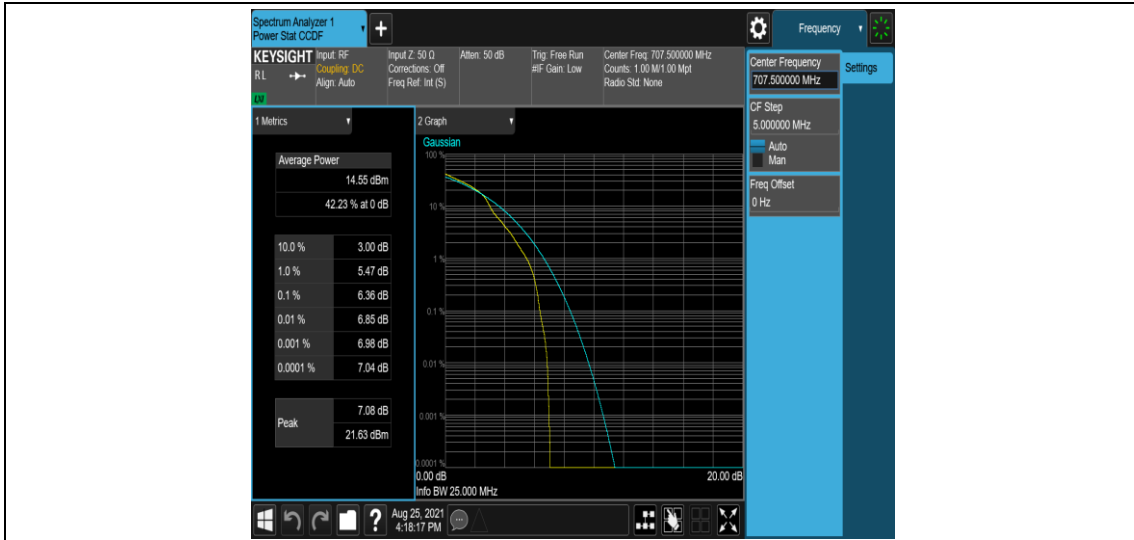 Spectrum Analyzer 1
Power Stat CCDF
+
Frequency
KEYSIGHT
RL
Input: RF
Coupling: DC
Align: Auto
Input Z: 50 Ω
Corrections: Off
Freq Ref: Int (S)
Atten: 50 dB
Trig: Free Run
#IF Gain: Low
Center Freq: 707.500000 MHz
Counts: 1.00 M/1.00 Mpt
Radio Std: None
Center Frequency
707.500000 MHz
Settings
CF Step
5.000000 MHz
Auto
Man
Freq Offset
0 Hz
1 Metrics
Average Power
14.55 dBm
42.23 % at 0 dB
10.0 % 3.00 dB
1.0 % 5.47 dB
0.1 % 6.36 dB
0.01 % 6.85 dB
0.001 % 6.98 dB
0.0001 % 7.04 dB
Peak
7.08 dB
21.63 dBm
2 Graph
Gaussian
100 %
10 %
1 %
0.1 %
0.01 %
0.001 %
0.0001 %
0.00 dB 20.00 dB
Info BW 25.000 MHz
?
Aug 25, 2021
4:18:17 PM